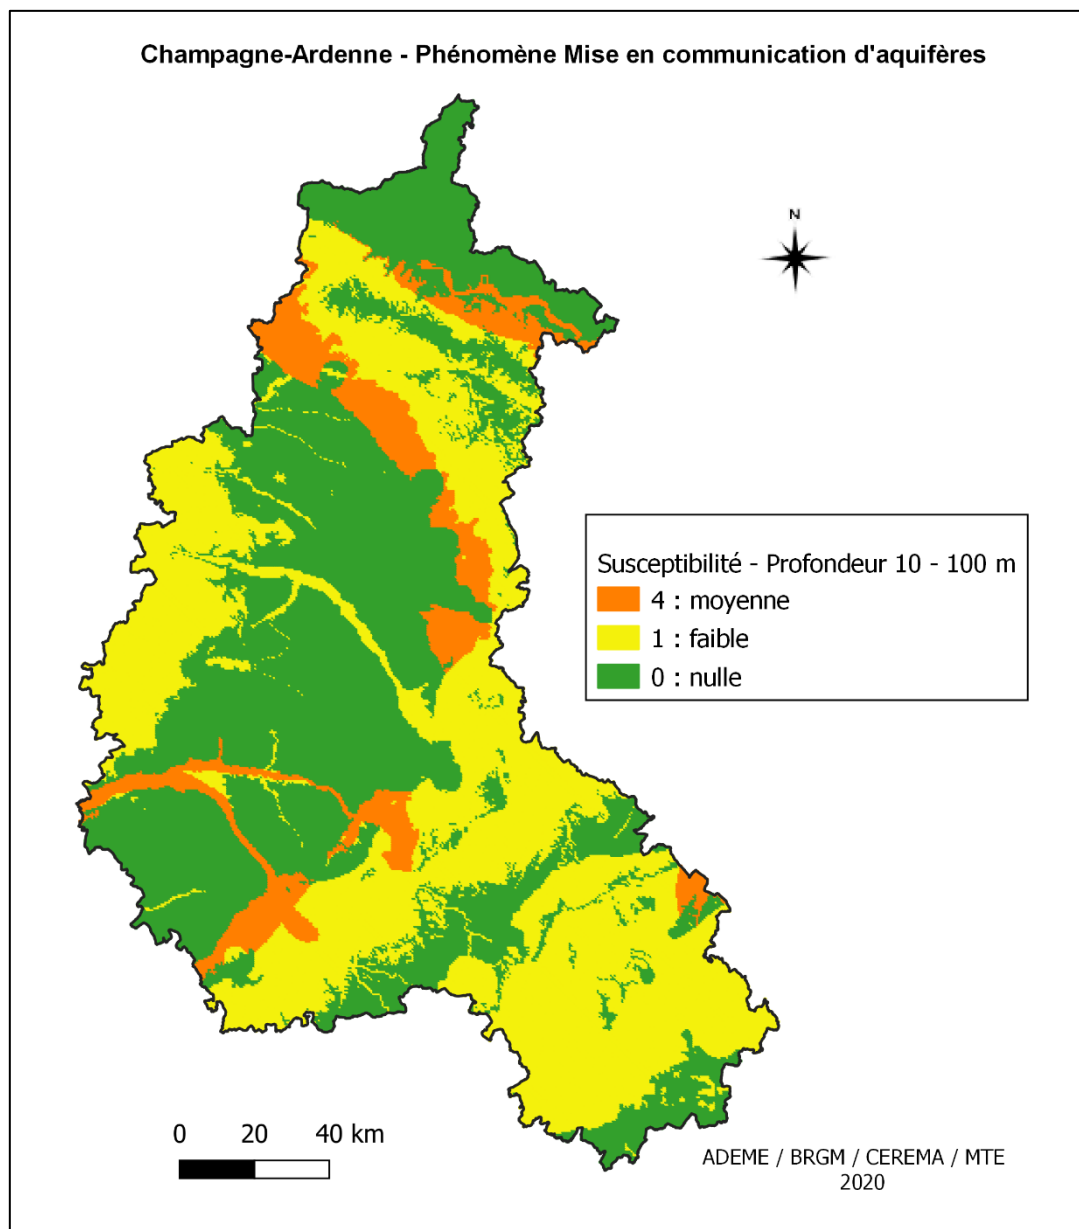 Champagne-Ardenne - Phénomène Mise en communication d'aquifères
N
Susceptibilité - Profondeur 10 - 100 m
4 : moyenne
1 : faible
0 : nulle
0 20 40 km
ADEME / BRGM / CEREMA / MTE
2020